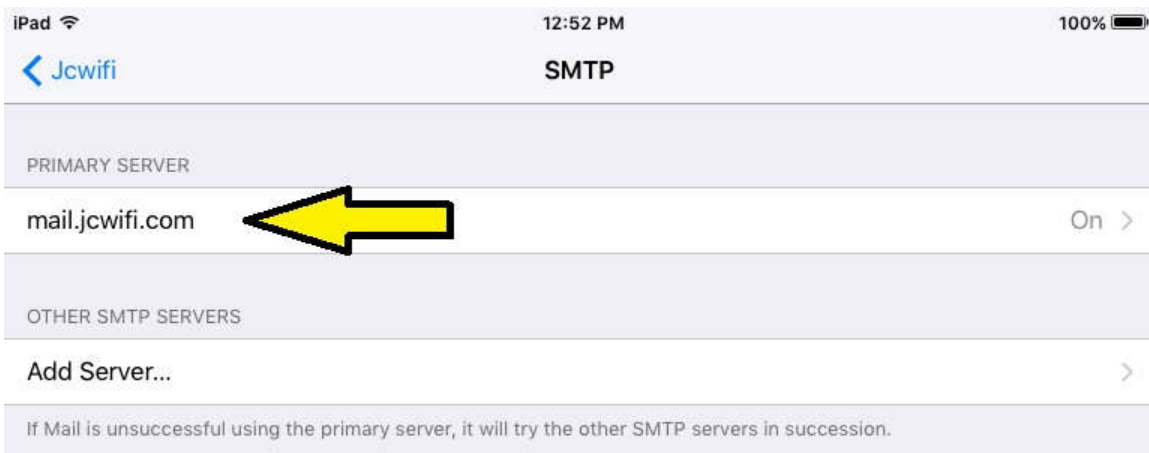 iPad 12:52 PM 100%
Jcwifi SMTP
PRIMARY SERVER
mail.jcwifi.com On
OTHER SMTP SERVERS
Add Server...
If Mail is unsuccessful using the primary server, it will try the other SMTP servers in succession.